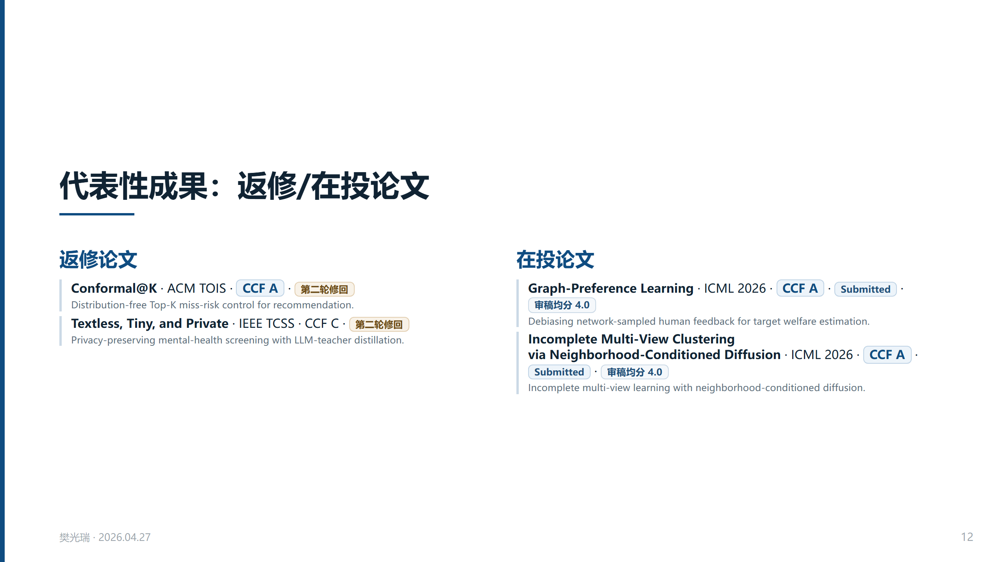 代表性成果：返修/在投论文
返修论文
Conformal@K · ACM TOIS · CCF A · 第二轮修回
Distribution-free Top-K miss-risk control for recommendation.
Textless, Tiny, and Private · IEEE TCSS · CCF C · 第二轮修回
Privacy-preserving mental-health screening with LLM-teacher distillation.
在投论文
Graph-Preference Learning · ICML 2026 · CCF A · Submitted ·
审稿均分 4.0
Debiasing network-sampled human feedback for target welfare estimation.
Incomplete Multi-View Clustering
via Neighborhood-Conditioned Diffusion · ICML 2026 · CCF A ·
Submitted · 审稿均分 4.0
Incomplete multi-view learning with neighborhood-conditioned diffusion.
樊光瑞 · 2026.04.27
12